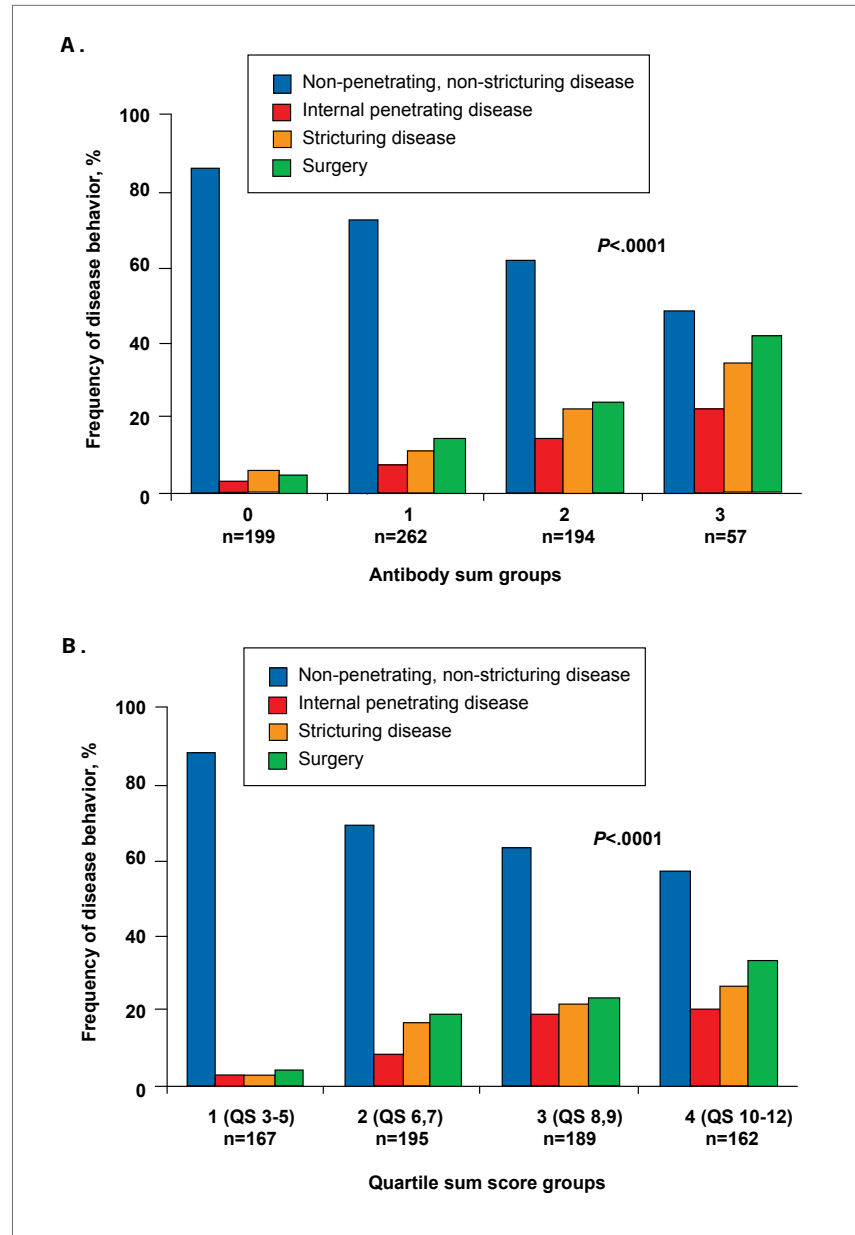 A.
Non-penetrating, non-stricturing disease
Internal penetrating disease
Stricturing disease
Surgery
Frequency of disease behavior, %
100
80
60
40
20
0
P<.0001
0 1 2 3
n=199 n=262 n=194 n=57
Antibody sum groups
B.
Non-penetrating, non-stricturing disease
Internal penetrating disease
Stricturing disease
Surgery
Frequency of disease behavior, %
100
80
60
40
20
0
P<.0001
1 (QS 3-5) 2 (QS 6,7) 3 (QS 8,9) 4 (QS 10-12)
n=167 n=195 n=189 n=162
Quartile sum score groups